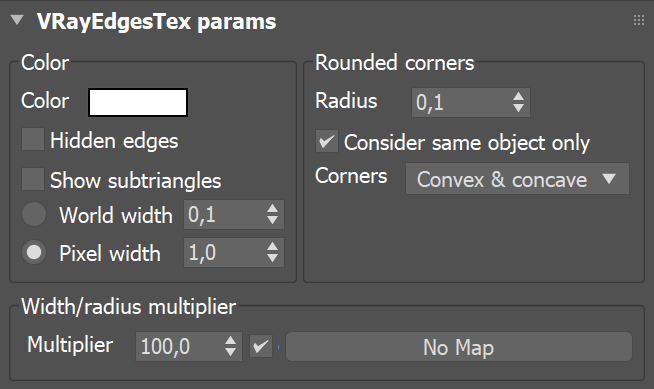 VRayEdgesTex params
Color
Color
Hidden edges
Show subtriangles
World width 0,1
Pixel width 1,0
Rounded corners
Radius 0,1
Consider same object only
Corners Convex & concave
Width/radius multiplier
Multiplier 100,0 No Map